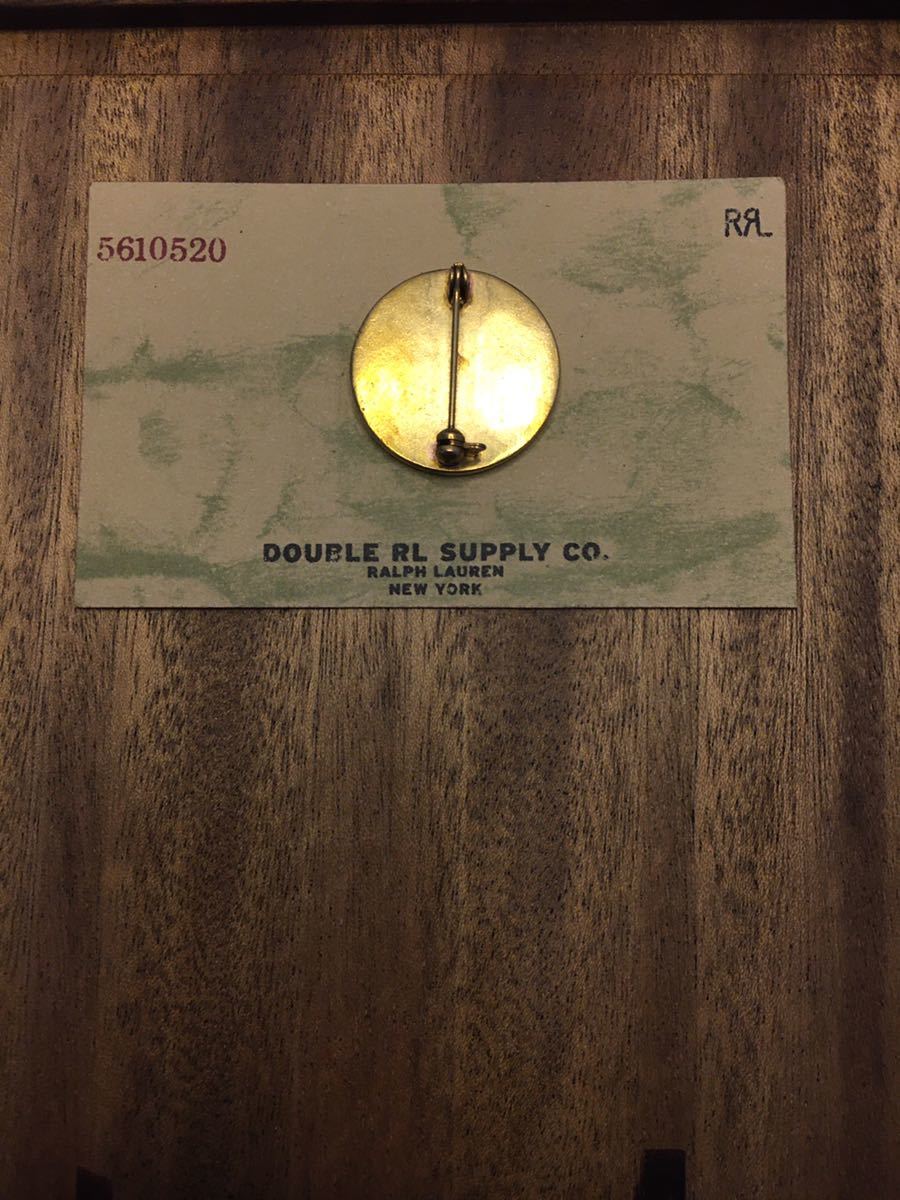 5610520
RRL
DOUBLE RL SUPPLY CO.
RALPH LAUREN
NEW YORK